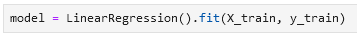 model = LinearRegression().fit(X_train, y_train)